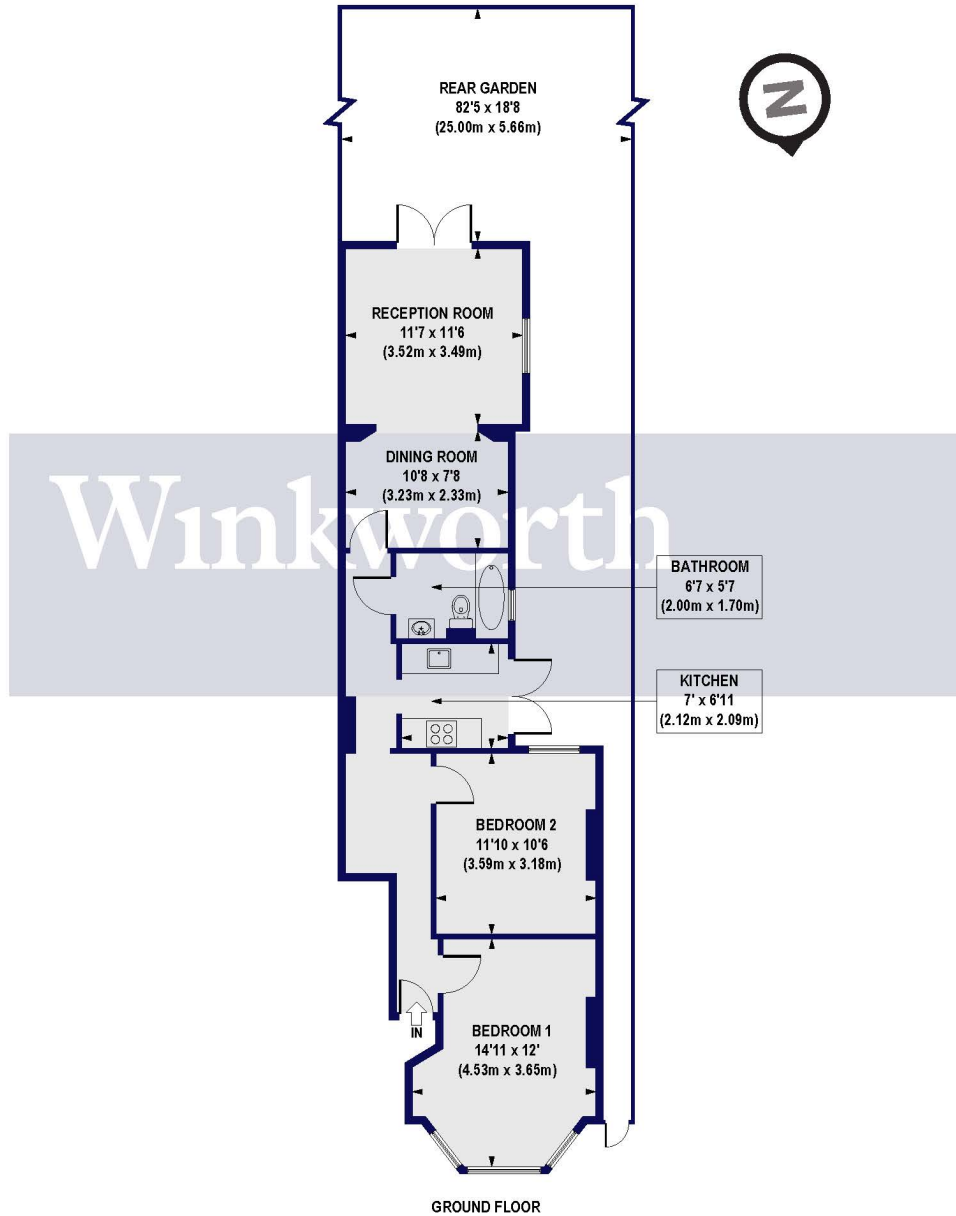 REAR GARDEN
82'5 x 18'8
(25.00m x 5.66m)
N
RECEPTION ROOM
11'7 x 11'6
(3.52m x 3.49m)
DINING ROOM
10'8 x 7'8
(3.23m x 2.33m)
Winkworth
BATHROOM
6'7 x 5'7
(2.00m x 1.70m)
KITCHEN
7' x 6'11
(2.12m x 2.09m)
BEDROOM 2
11'10 x 10'6
(3.59m x 3.18m)
IN
BEDROOM 1
14'11 x 12'
(4.53m x 3.65m)
GROUND FLOOR